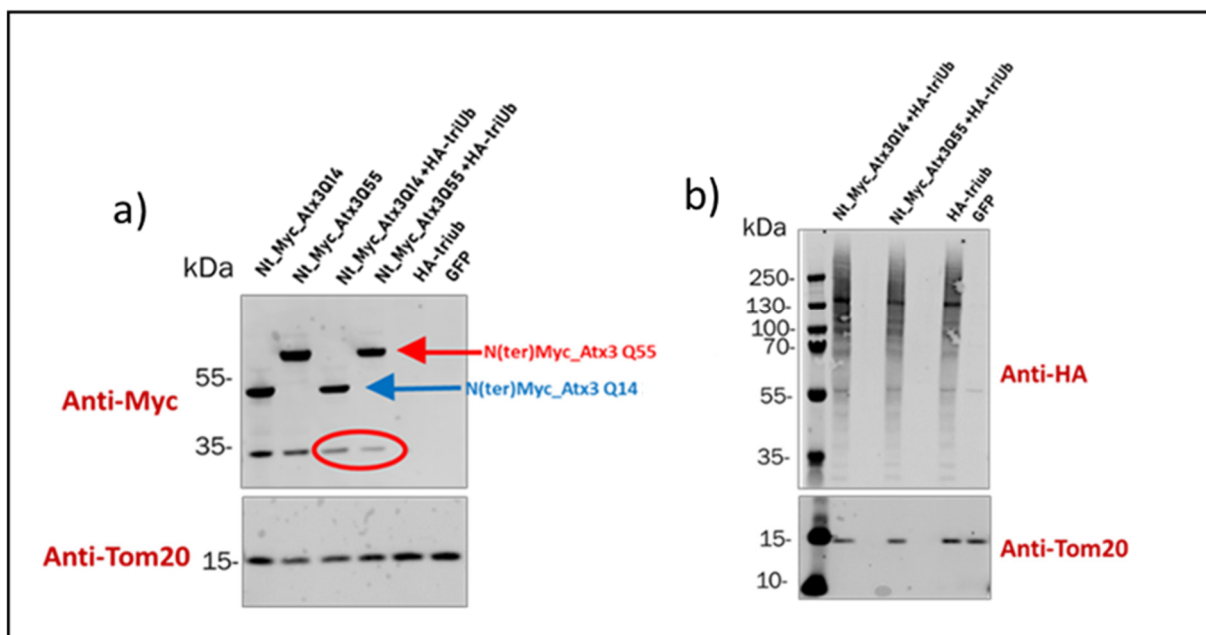 a)
kDa
Nt_Myc_Atx3Q14
Nt_Myc_Atx3Q55
Nt_Myc_Atx3Q14+HA-triUb
Nt_Myc_Atx3Q55+HA-triUb
HA-triub
GFP
55-
35-
Anti-Myc
N(ter)Myc_Atx3 Q55
N(ter)Myc_Atx3 Q14
Anti-Tom20
15-
b)
kDa
Nt_Myc_Atx3Q14+HA-triUb
Nt_Myc_Atx3Q55+HA-triUb
HA-triub
GFP
250-
130-
100-
70-
55-
35-
Anti-HA
15-
10-
Anti-Tom20